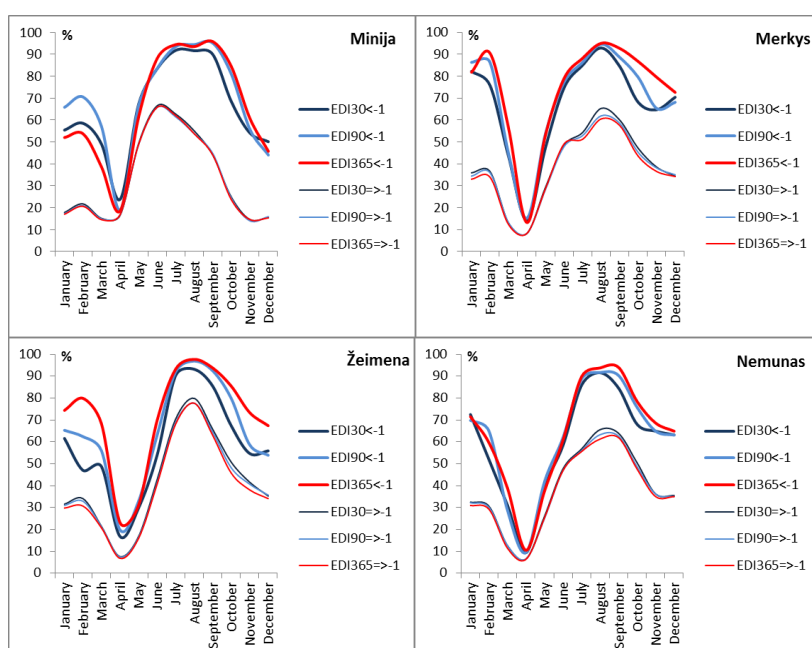 %
Minija
100
90
80
70
60
50
40
30
20
10
0
January
February
March
April
May
June
July
August
September
October
November
December
EDI30<-1
EDI90<-1
EDI365<-1
EDI30=>-1
EDI90=>-1
EDI365=>-1
%
Merkys
100
90
80
70
60
50
40
30
20
10
0
January
February
March
April
May
June
July
August
September
October
November
December
EDI30<-1
EDI90<-1
EDI365<-1
EDI30=>-1
EDI90=>-1
EDI365=>-1
%
Žeimena
100
90
80
70
60
50
40
30
20
10
0
January
February
March
April
May
June
July
August
September
October
November
December
EDI30<-1
EDI90<-1
EDI365<-1
EDI30=>-1
EDI90=>-1
EDI365=>-1
%
Nemunas
100
90
80
70
60
50
40
30
20
10
0
January
February
March
April
May
June
July
August
September
October
November
December
EDI30<-1
EDI90<-1
EDI365<-1
EDI30=>-1
EDI90=>-1
EDI365=>-1